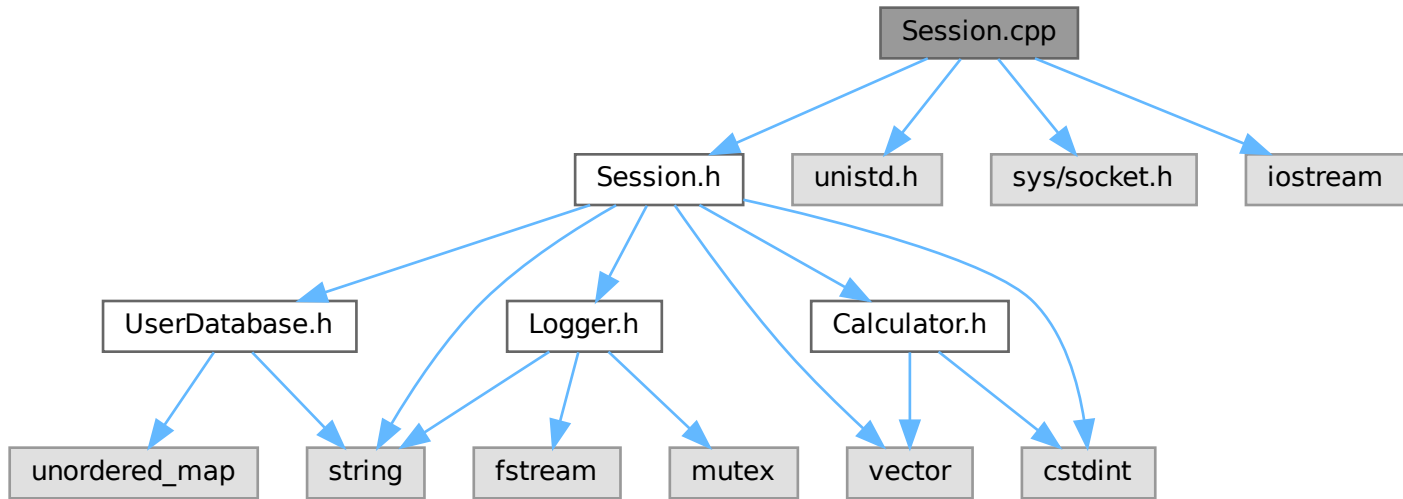 Session.cpp
Session.h
unistd.h
sys/socket.h
iostream
UserDatabase.h
Logger.h
Calculator.h
unordered_map
string
fstream
mutex
vector
cstdint